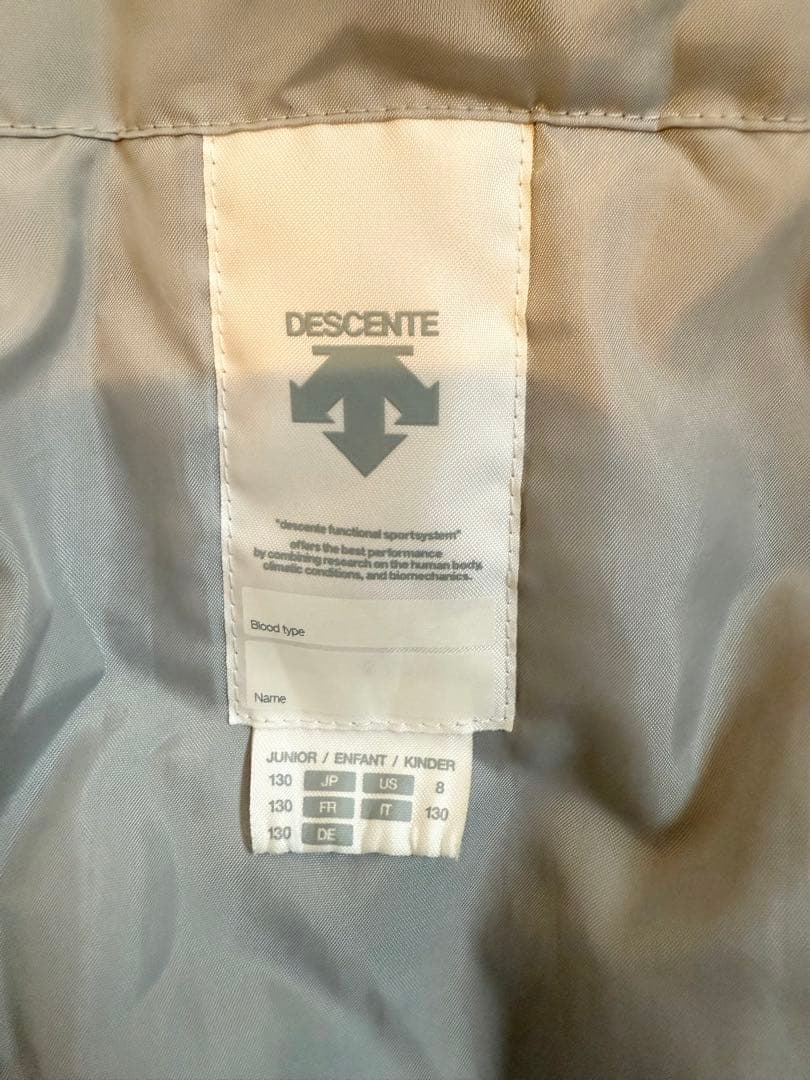 DESCENTE
"descente functional sportsystem"
offers the best performance
by combining research on the human body,
climatic conditions, and biomechanics.
Blood type
Name
JUNIOR / ENFANT / KINDER
130 JP US 8
130 FR IT 130
130 DE